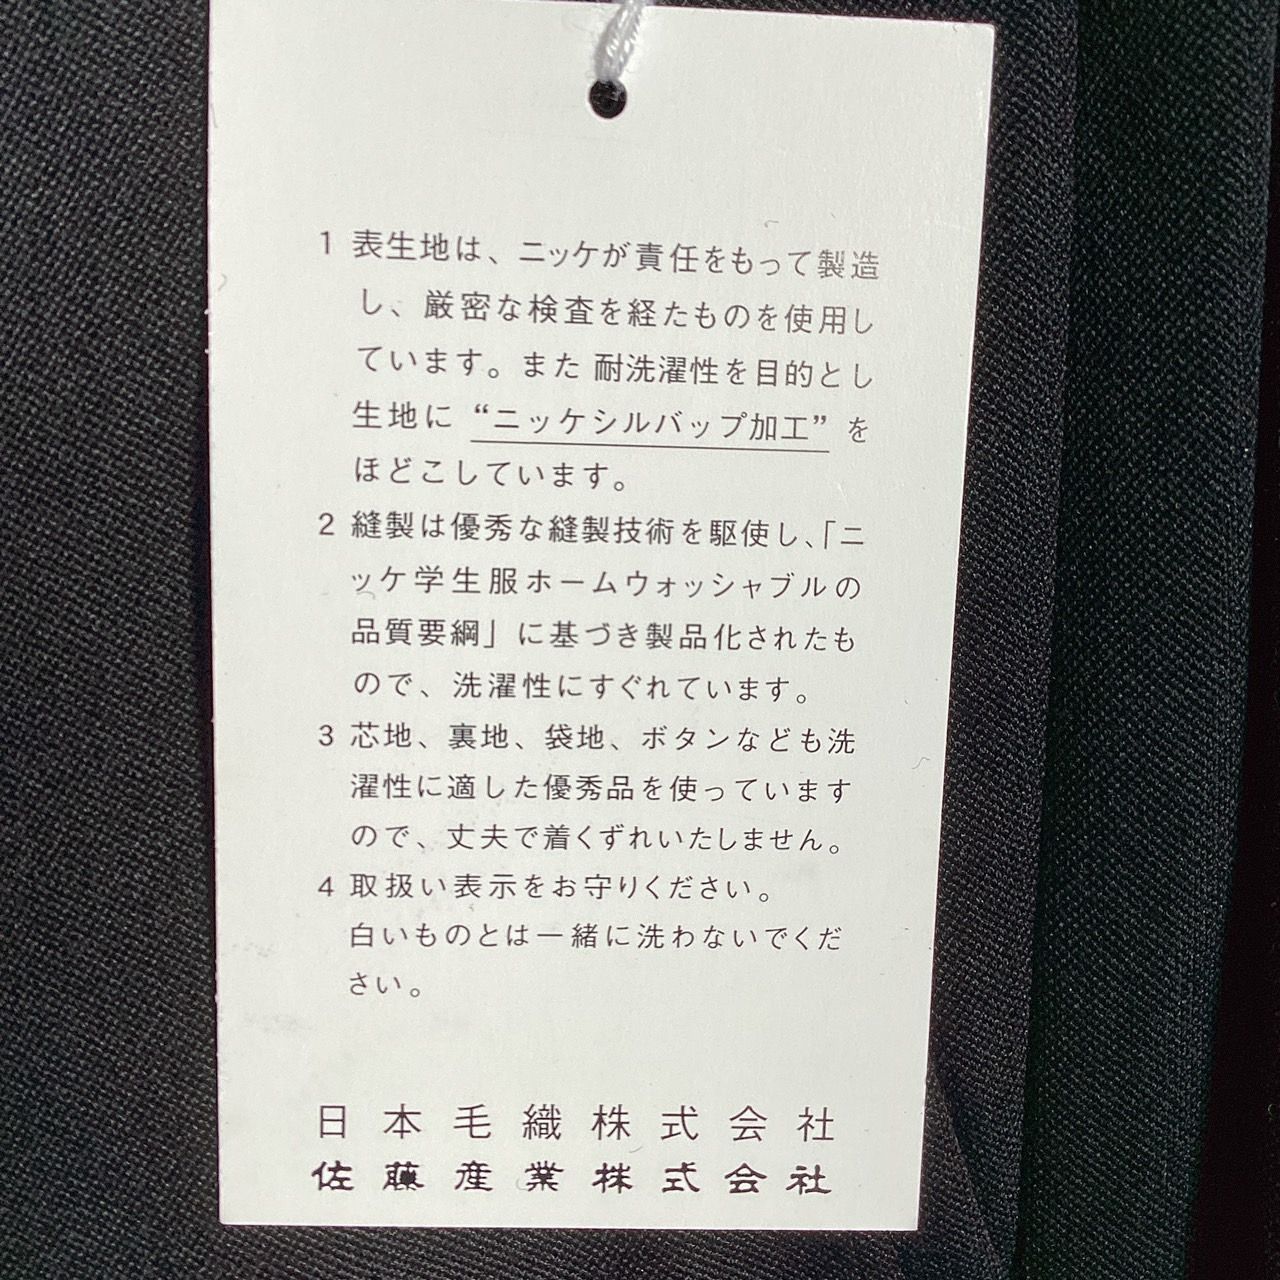 1 表生地は、ニッケが責任をもって製造
し、厳密な検査を経たものを使用し
ています。また 耐洗濯性を目的とし
生地に “ニッケシルバップ加工” を
ほどこしています。
2 縫製は優秀な縫製技術を駆使し、「ニ
ッケ学生服ホームウォッシャブルの
品質要綱」に基づき製品化されたも
ので、洗濯性にすぐれています。
3 芯地、裏地、袋地、ボタンなども洗
濯性に適した優秀品を使っています
ので、丈夫で着くずれいたしません。
4 取扱い表示をお守りください。
白いものとは一緒に洗わないでくだ
さい。
日本毛織株式会社
佐藤産業株式会社